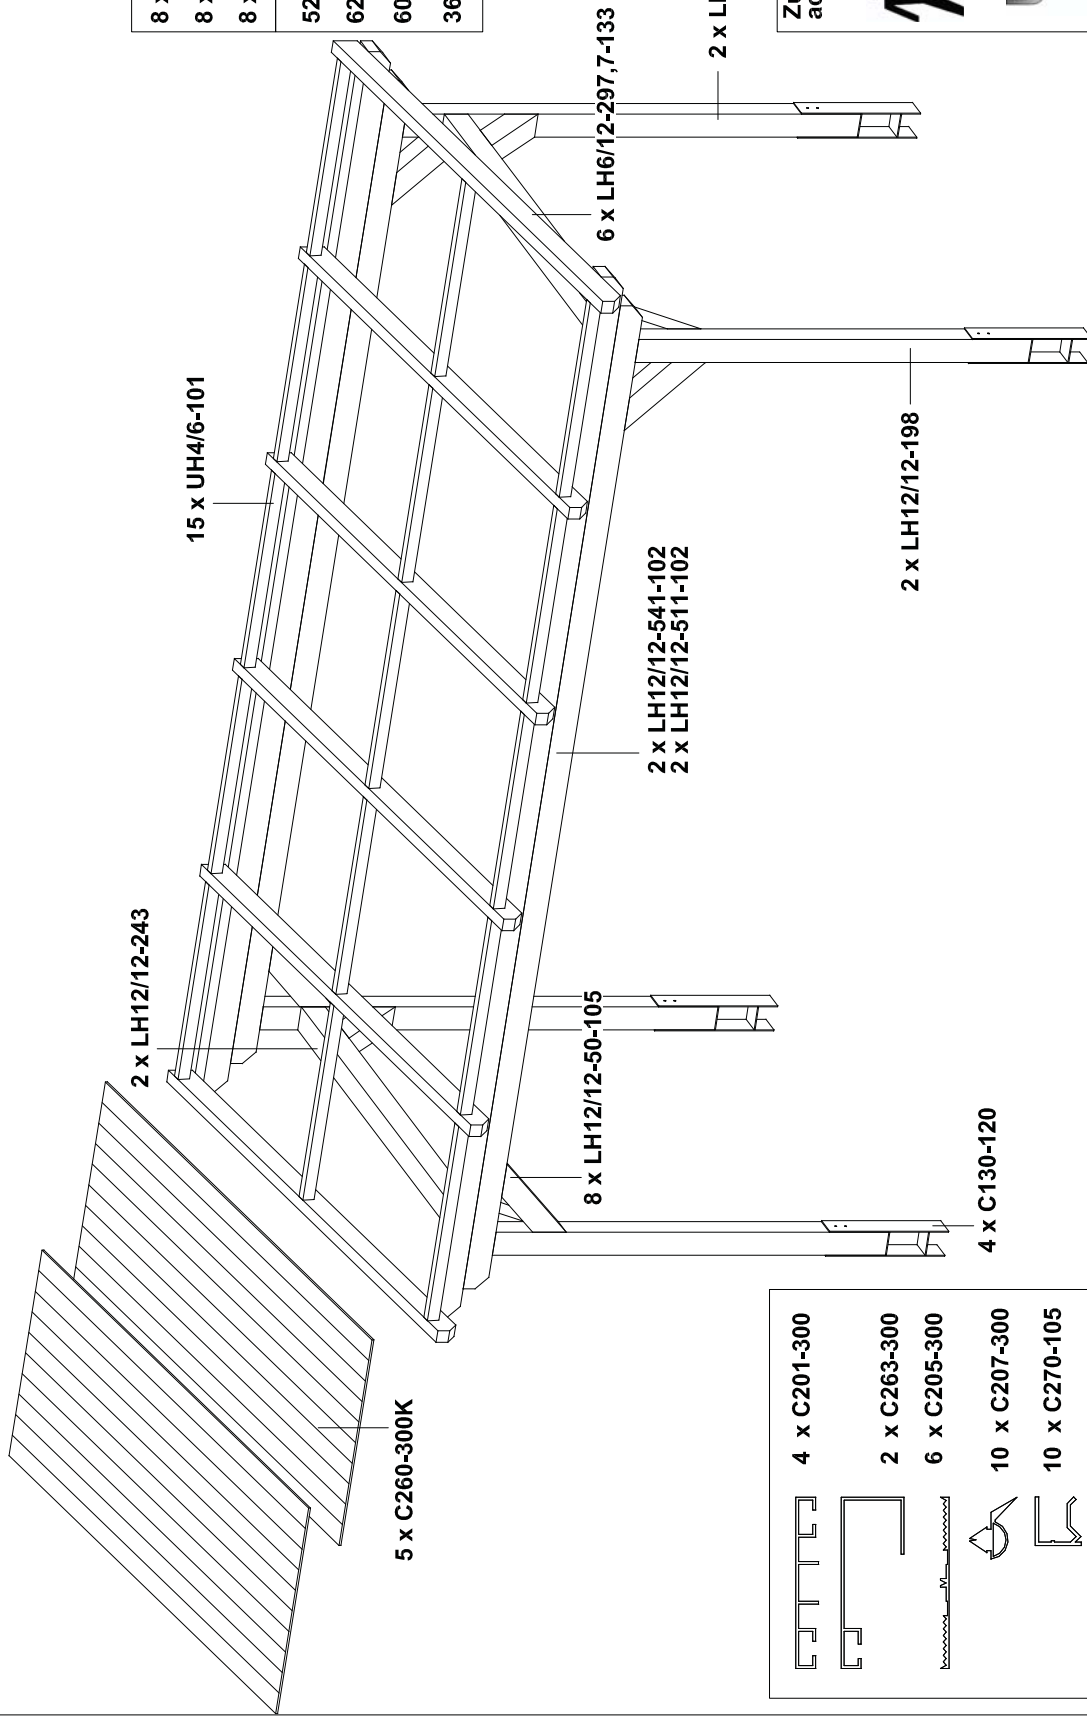 2 x LH12/12-243
15 x UH4/6-101
6 x LH6/12-297,7-133
5 x C260-300K
8 x LH12/12-50-105
2 x LH12/12-541-102
2 x LH12/12-511-102
2 x LH12/12-198
4 x C130-120
4 x C201-300
2 x C263-300
6 x C205-300
10 x C207-300
10 x C270-105
8 x
8 x
8 x
52
62
60
36